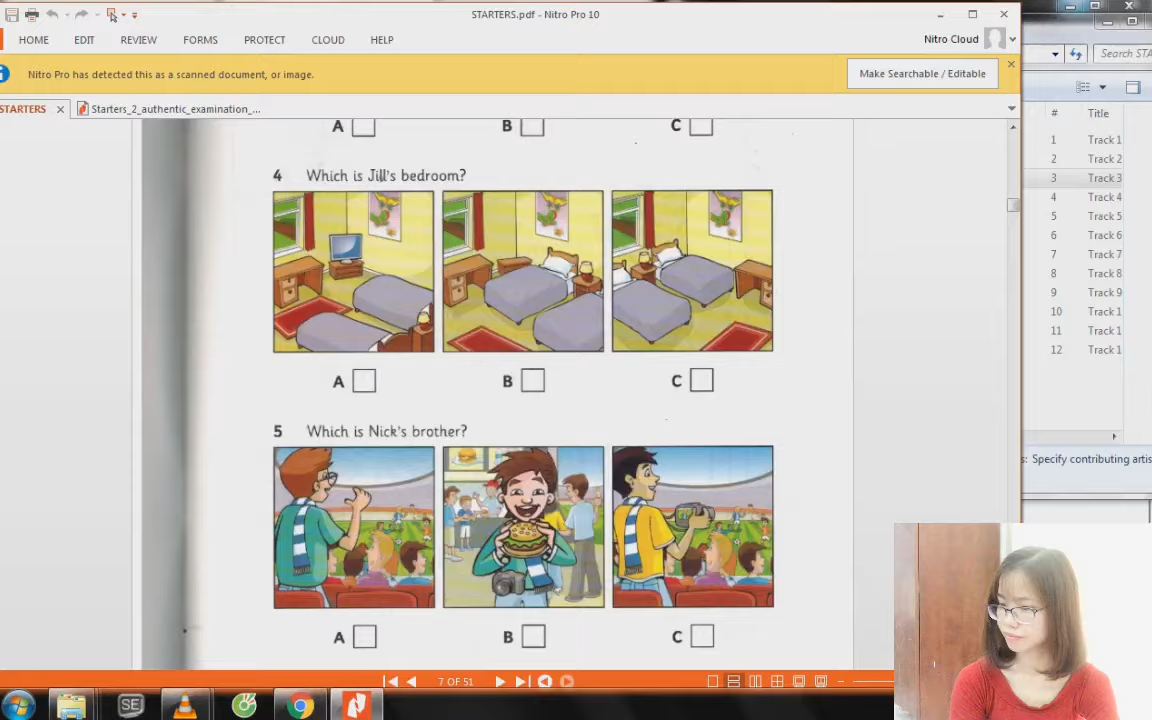 STARTERS.pdf - Nitro Pro 10
HOME EDIT REVIEW FORMS PROTECT CLOUD HELP
Nitro Cloud
Search STA
Nitro Pro has detected this as a scanned document, or image.
Make Searchable / Editable
STARTERS
Starters_2_authentic_examination_...
# Title
1 Track 1
2 Track 2
3 Track 3
4 Track 4
5 Track 5
6 Track 6
7 Track 7
8 Track 8
9 Track 9
10 Track 1
11 Track 1
12 Track 1
s: Specify contributing artis
A B C
4 Which is Jill's bedroom?
A B C
5 Which is Nick's brother?
A B C
7 OF 51
SE